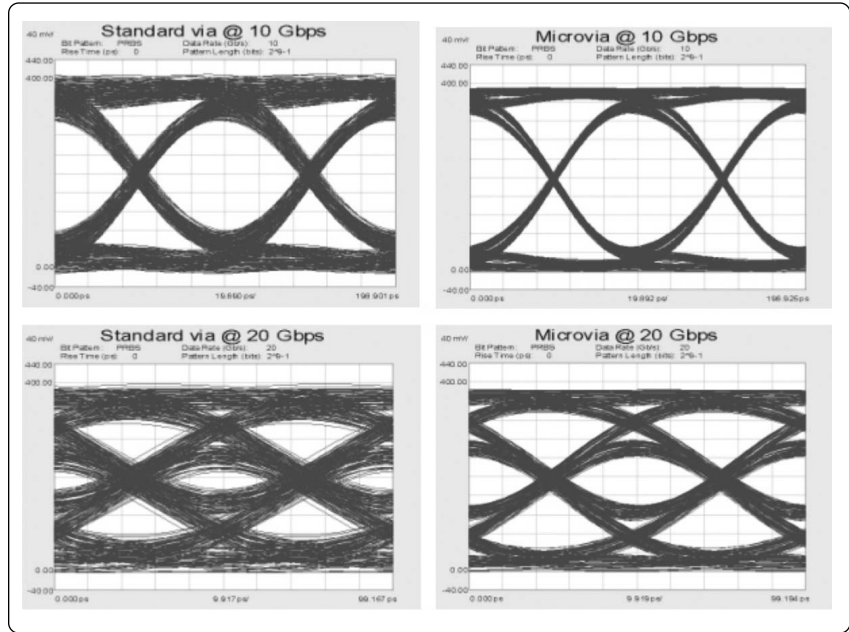 Standard via @ 10 Gbps
40 mV/
Bit Pattern: PRBS Data Rate (Gb/s) 10
Rise Time (ps): 0 Pattern Length (bits): 2^9-1
440.00
400.00
0.00
-40.00
0.000 ps 19.890 ps/ 198.901 ps
Microvia @ 10 Gbps
40 mV/
Bit Pattern: PRBS Data Rate (Gb/s) 10
Rise Time (ps): 0 Pattern Length (bits): 2^9-1
440.00
400.00
0.00
-40.00
0.000 ps 19.892 ps/ 198.925 ps
Standard via @ 20 Gbps
40 mV/
Bit Pattern: PRBS Data Rate (Gb/s) 20
Rise Time (ps): 0 Pattern Length (bits): 2^9-1
440.00
400.00
0.00
-40.00
0.000 ps 9.917 ps/ 99.167 ps
Microvia @ 20 Gbps
40 mV/
Bit Pattern: PRBS Data Rate (Gb/s) 20
Rise Time (ps): 0 Pattern Length (bits): 2^9-1
440.00
400.00
0.00
-40.00
0.000 ps 9.919 ps/ 99.194 ps